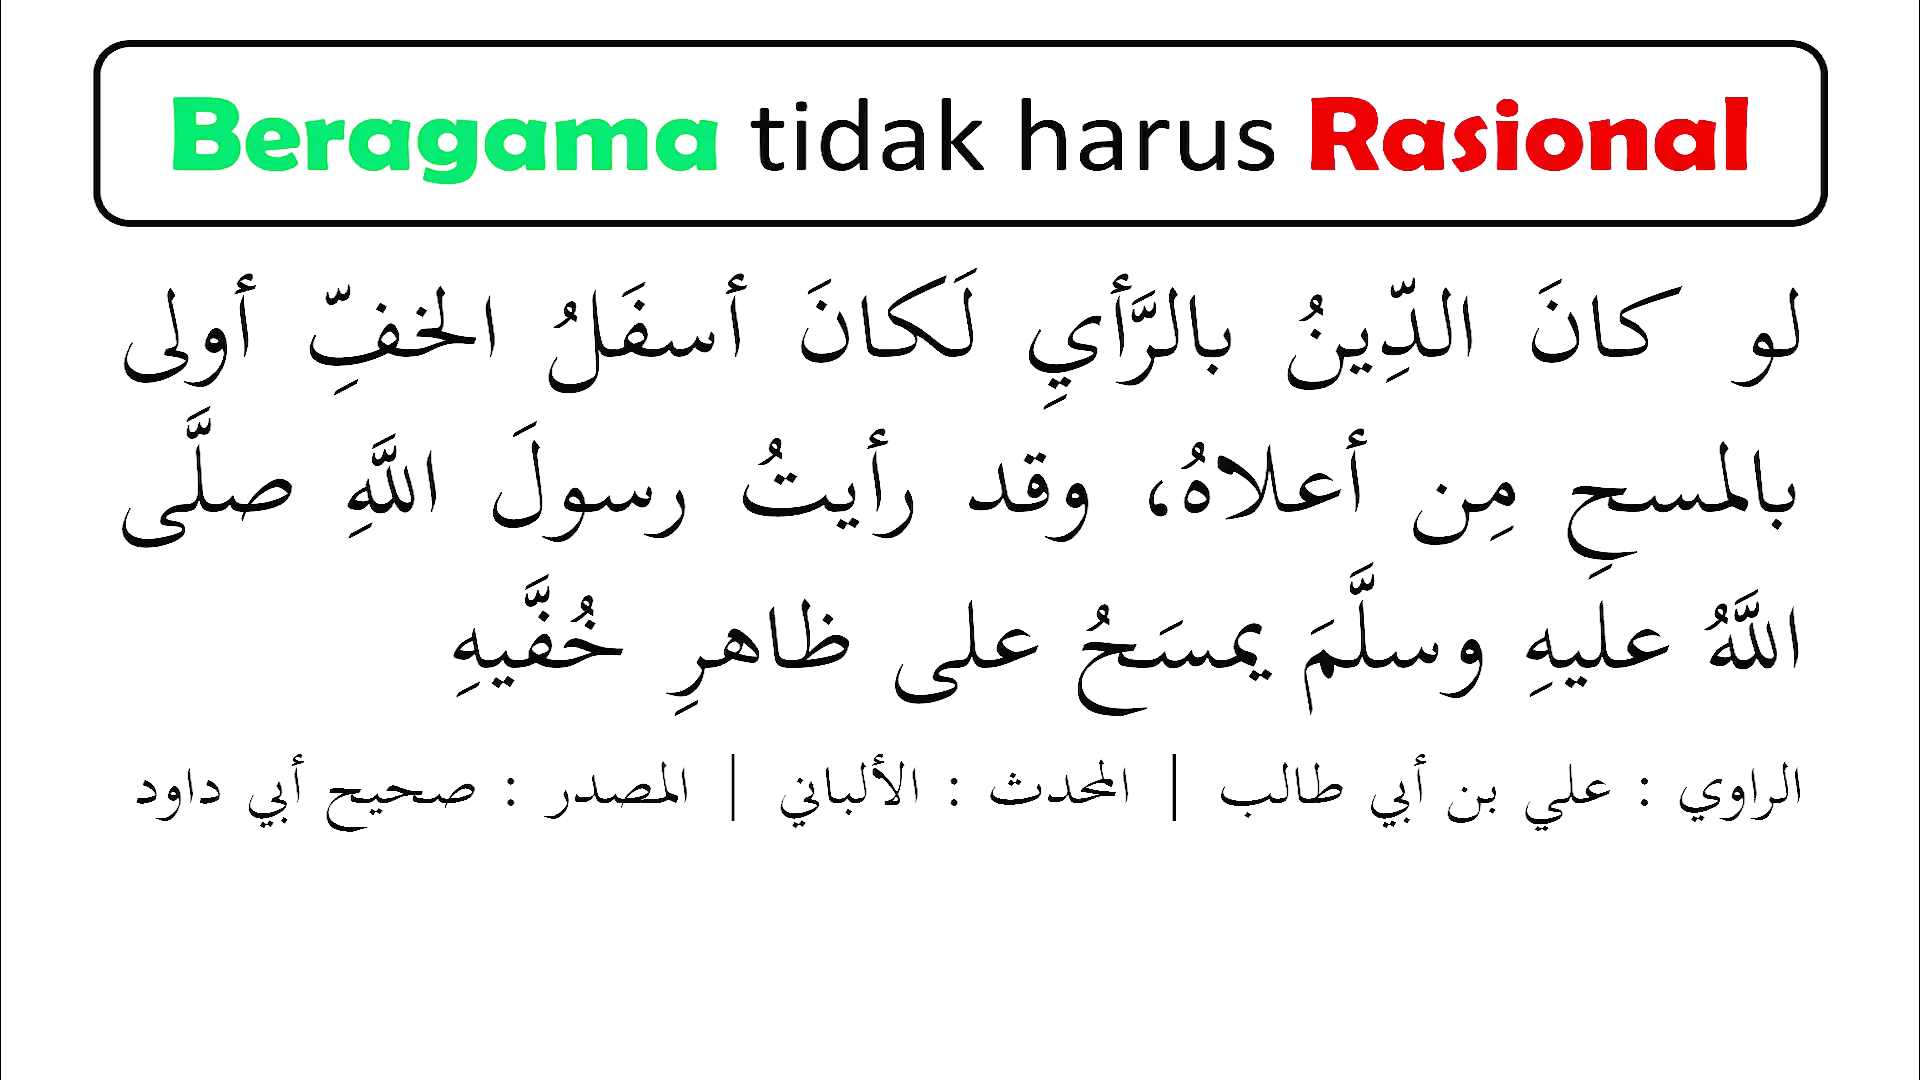 Beragama tidak harus Rasional
لو كانَ الدِّينُ بالرَّأيِ لَكانَ أسفَلُ الخفِّ أولى
بالمسحِ مِن أعلاهُ، وقد رأيتُ رسولَ اللَّهِ صلَّى
اللَّهُ علَيهِ وسلَّمَ يمسَحُ على ظاهرِ خُفَّيهِ
الراوي : علي بن أبي طالب | المحدث : الألباني | المصدر : صحيح أبي داود